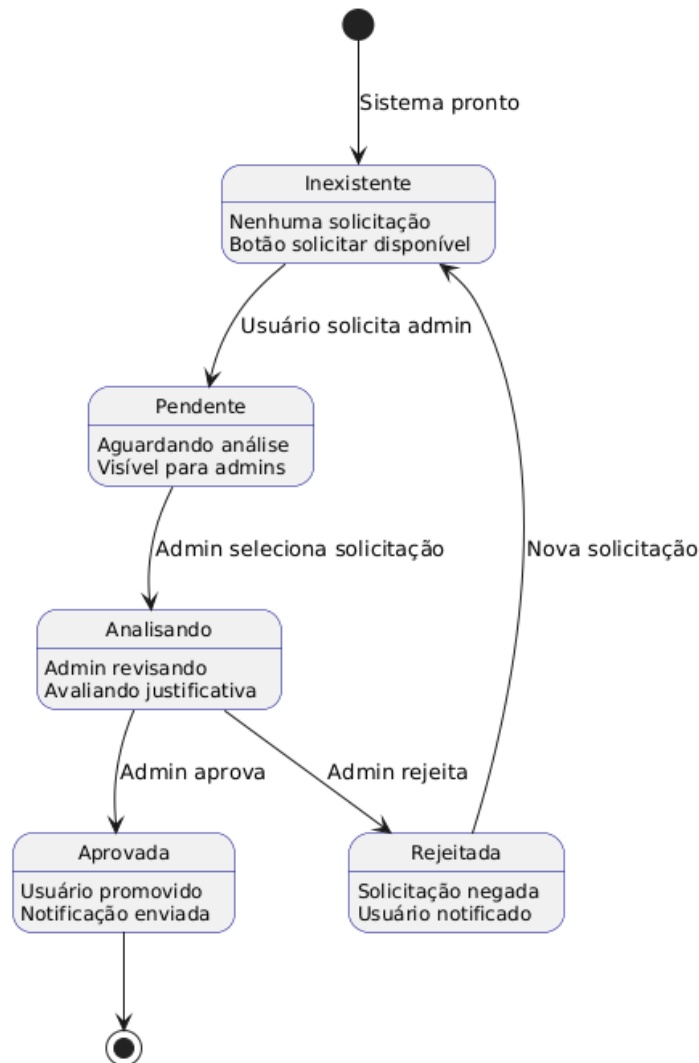 Sistema pronto
Inexistente
Nenhuma solicitação
Botão solicitar disponível
Usuário solicita admin
Pendente
Aguardando análise
Visível para admins
Admin seleciona solicitação
Nova solicitação
Analisando
Admin revisando
Avaliando justificativa
Admin aprova
Admin rejeita
Aprovada
Usuário promovido
Notificação enviada
Rejeitada
Solicitação negada
Usuário notificado